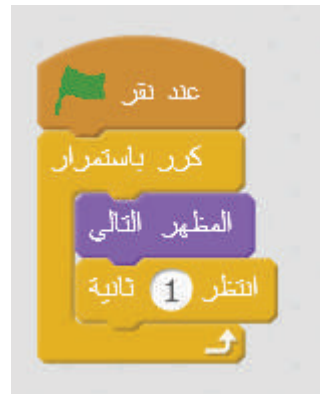 عند نقر
كرر باستمرار
المظهر التالي
انتظر 1 ثانية